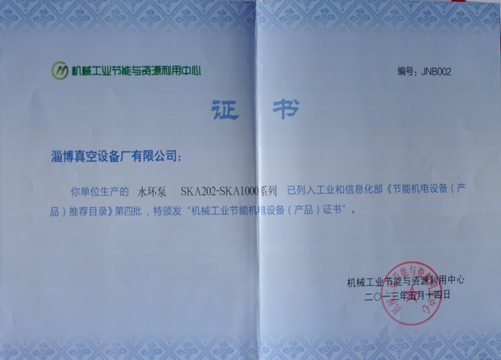 机械工业节能与资源利用中心
编号：JNB002
证 书
淄博真空设备厂有限公司：
你单位生产的 水环泵 SKA202-SKA1000系列 已列入工业和信息化部《节能机电设备（产
品）推荐目录》第四批，特颁发“机械工业节能机电设备（产品）证书”。
机械工业节能与资源利用中心
二〇一三年五月十四日